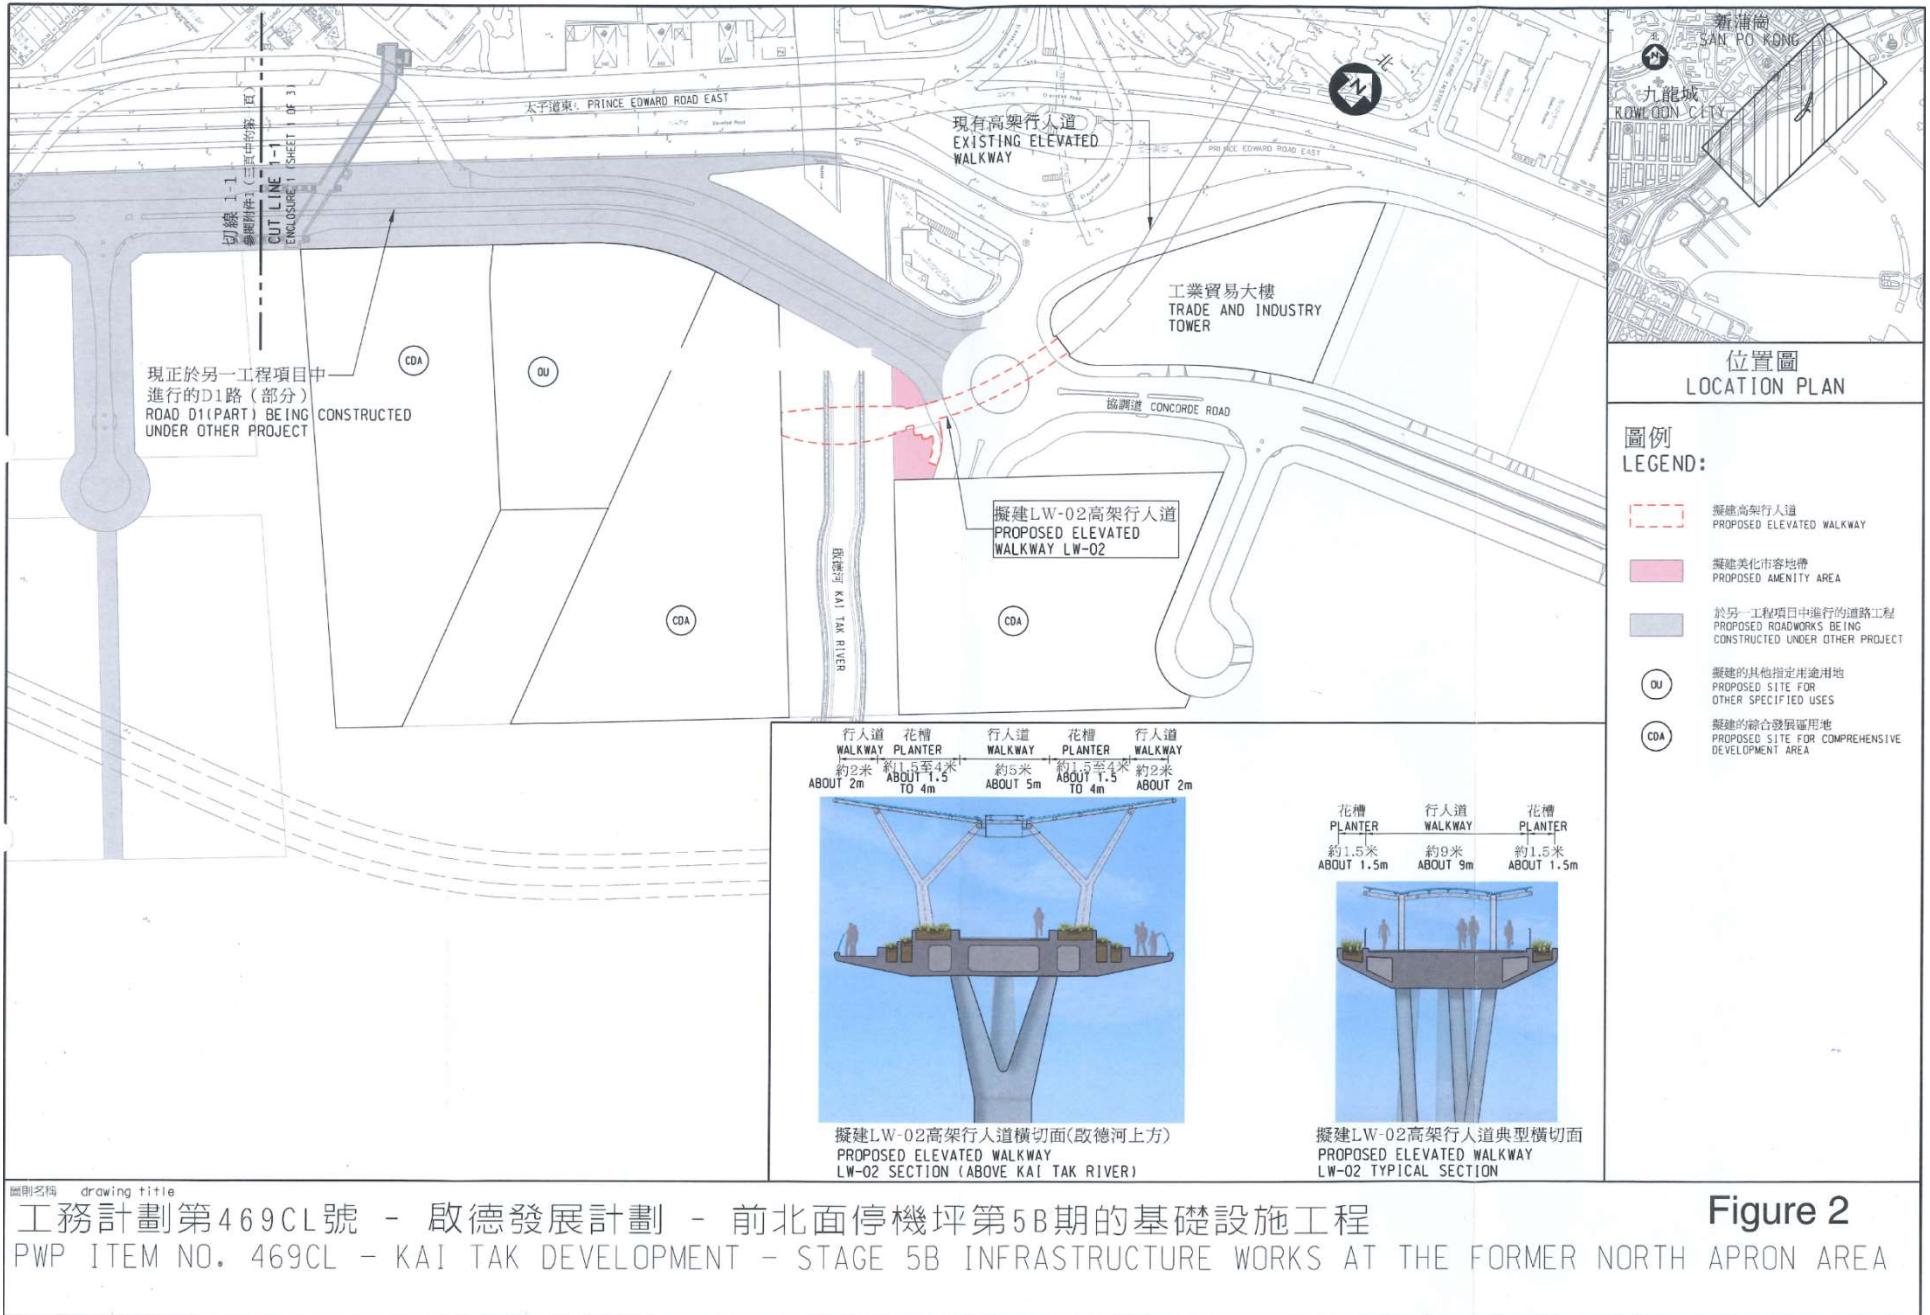 太子道東 PRINCE EDWARD ROAD EAST
現有高架行人道
EXISTING ELEVATED
WALKWAY
北
N
PRINCE EDWARD ROAD EAST
切線 1-1
CUT LINE 1-1
ENCLOSURE 1 (SHEET 1 OF 3)
工業貿易大樓
TRADE AND INDUSTRY
TOWER
現正於另一工程項目中
進行的D1路（部分）
ROAD D1(PART) BEING CONSTRUCTED
UNDER OTHER PROJECT
CDA
OU
協調道 CONCORDE ROAD
擬建LW-02高架行人道
PROPOSED ELEVATED
WALKWAY LW-02
啟德河 KAI TAK RIVER
CDA
CDA
新蒲崗
SAN PO KONG
北
N
九龍城
KOWLOON CITY
位置圖
LOCATION PLAN
圖例
LEGEND:
擬建高架行人道
PROPOSED ELEVATED WALKWAY
擬建美化市容地帶
PROPOSED AMENITY AREA
於另一工程項目中進行的道路工程
PROPOSED ROADWORKS BEING
CONSTRUCTED UNDER OTHER PROJECT
OU
擬建的其他指定用途用地
PROPOSED SITE FOR
OTHER SPECIFIED USES
CDA
擬建的綜合發展區用地
PROPOSED SITE FOR COMPREHENSIVE
DEVELOPMENT AREA
行人道 花槽 行人道 花槽 行人道
WALKWAY PLANTER WALKWAY PLANTER WALKWAY
約2米 約1.5至4米 約5米 約1.5至4米 約2米
ABOUT 2m ABOUT 1.5 TO 4m ABOUT 5m ABOUT 1.5 TO 4m ABOUT 2m
擬建LW-02高架行人道橫切面(啟德河上方)
PROPOSED ELEVATED WALKWAY
LW-02 SECTION (ABOVE KAI TAK RIVER)
花槽 行人道 花槽
PLANTER WALKWAY PLANTER
約1.5米 約9米 約1.5米
ABOUT 1.5m ABOUT 9m ABOUT 1.5m
擬建LW-02高架行人道典型橫切面
PROPOSED ELEVATED WALKWAY
LW-02 TYPICAL SECTION
圖則名稱 drawing title
工務計劃第469CL號 - 啟德發展計劃 - 前北面停機坪第5B期的基礎設施工程
PWP ITEM NO. 469CL - KAI TAK DEVELOPMENT - STAGE 5B INFRASTRUCTURE WORKS AT THE FORMER NORTH APRON AREA
Figure 2